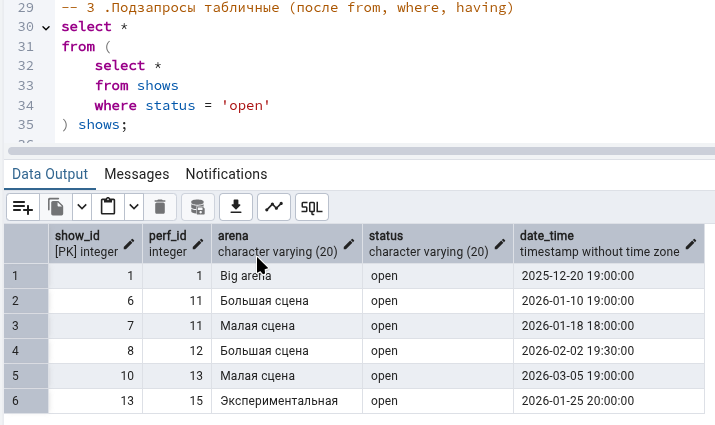 29 -- 3 .Подзапросы табличные (после from, where, having)
30 select *
31 from (
32 select *
33 from shows
34 where status = 'open'
35 ) shows;
Data Output Messages Notifications
SQL
show_id perf_id arena status date_time
[PK] integer integer character varying (20) character varying (20) timestamp without time zone
1 1 1 Big arena open 2025-12-20 19:00:00
2 6 11 Большая сцена open 2026-01-10 19:00:00
3 7 11 Малая сцена open 2026-01-18 18:00:00
4 8 12 Большая сцена open 2026-02-02 19:30:00
5 10 13 Малая сцена open 2026-03-05 19:00:00
6 13 15 Экспериментальная open 2026-01-25 20:00:00